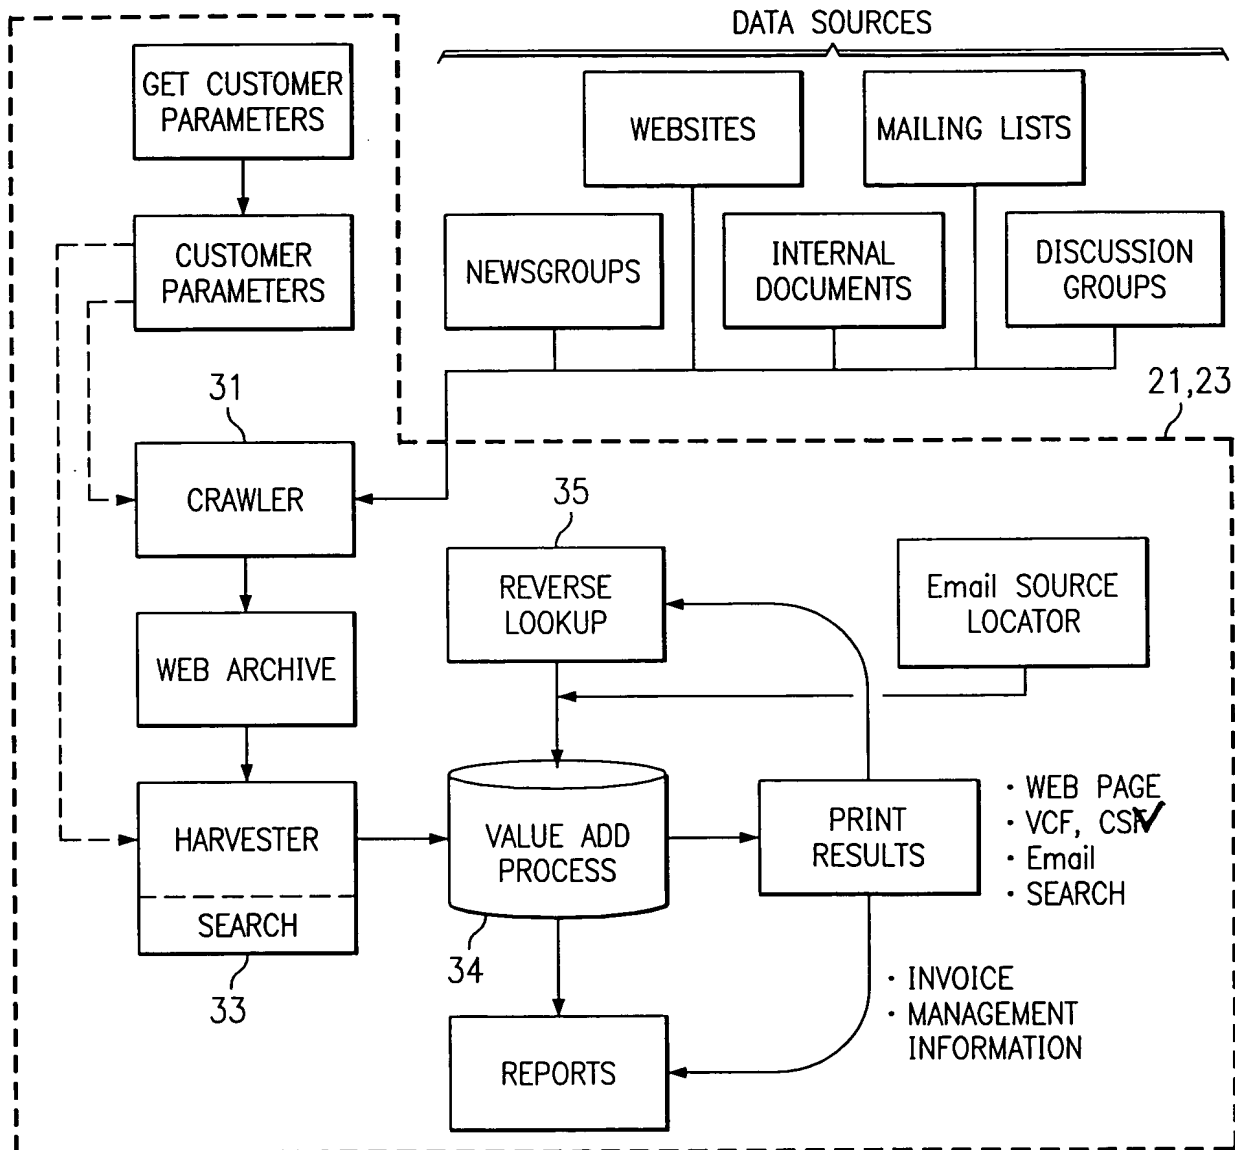 DATA SOURCES
GET CUSTOMER
PARAMETERS
WEBSITES
MAILING LISTS
CUSTOMER
PARAMETERS
NEWSGROUPS
INTERNAL
DOCUMENTS
DISCUSSION
GROUPS
21,23
31
CRAWLER
35
REVERSE
LOOKUP
Email SOURCE
LOCATOR
WEB ARCHIVE
HARVESTER
SEARCH
33
VALUE ADD
PROCESS
34
PRINT
RESULTS
· WEB PAGE
· VCF,
· Email
· SEARCH
· INVOICE
· MANAGEMENT
INFORMATION
REPORTS